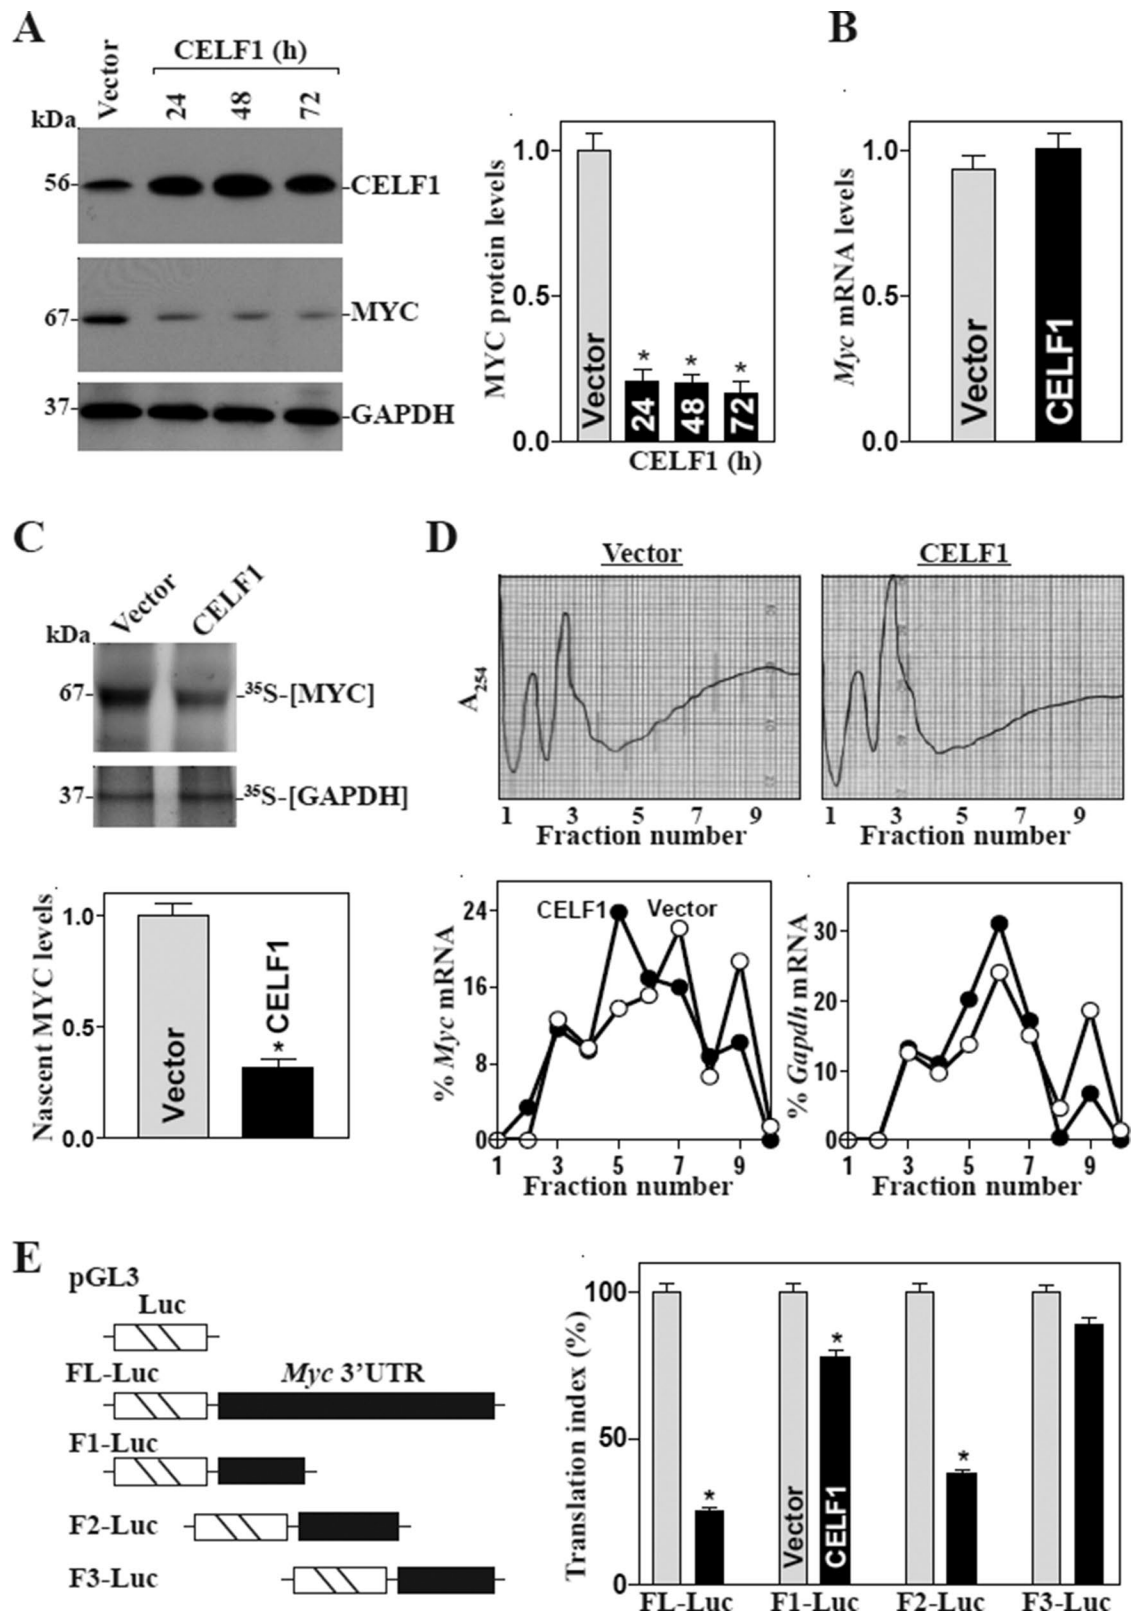 A
CELF1 (h)
Vector
24
48
72
kDa
56
CELF1
67
MYC
37
GAPDH
MYC protein levels
1.0
0.5
0.0
Vector
*
24
*
48
*
72
CELF1 (h)
B
Myc mRNA levels
1.0
0.5
0.0
Vector
CELF1
C
Vector
CELF1
kDa
67
³⁵S-[MYC]
37
³⁵S-[GAPDH]
Nascent MYC levels
1.0
0.5
0.0
Vector
* CELF1
D
Vector
CELF1
A₂₅₄
1 3 5 7 9
Fraction number
1 3 5 7 9
Fraction number
% Myc mRNA
24
16
8
0
CELF1
Vector
1 3 5 7 9
Fraction number
% Gapdh mRNA
30
20
10
0
1 3 5 7 9
Fraction number
E
pGL3
Luc
FL-Luc
Myc 3’UTR
F1-Luc
F2-Luc
F3-Luc
Translation index (%)
100
50
0
*
Vector
*
CELF1
*
FL-Luc F1-Luc F2-Luc F3-Luc